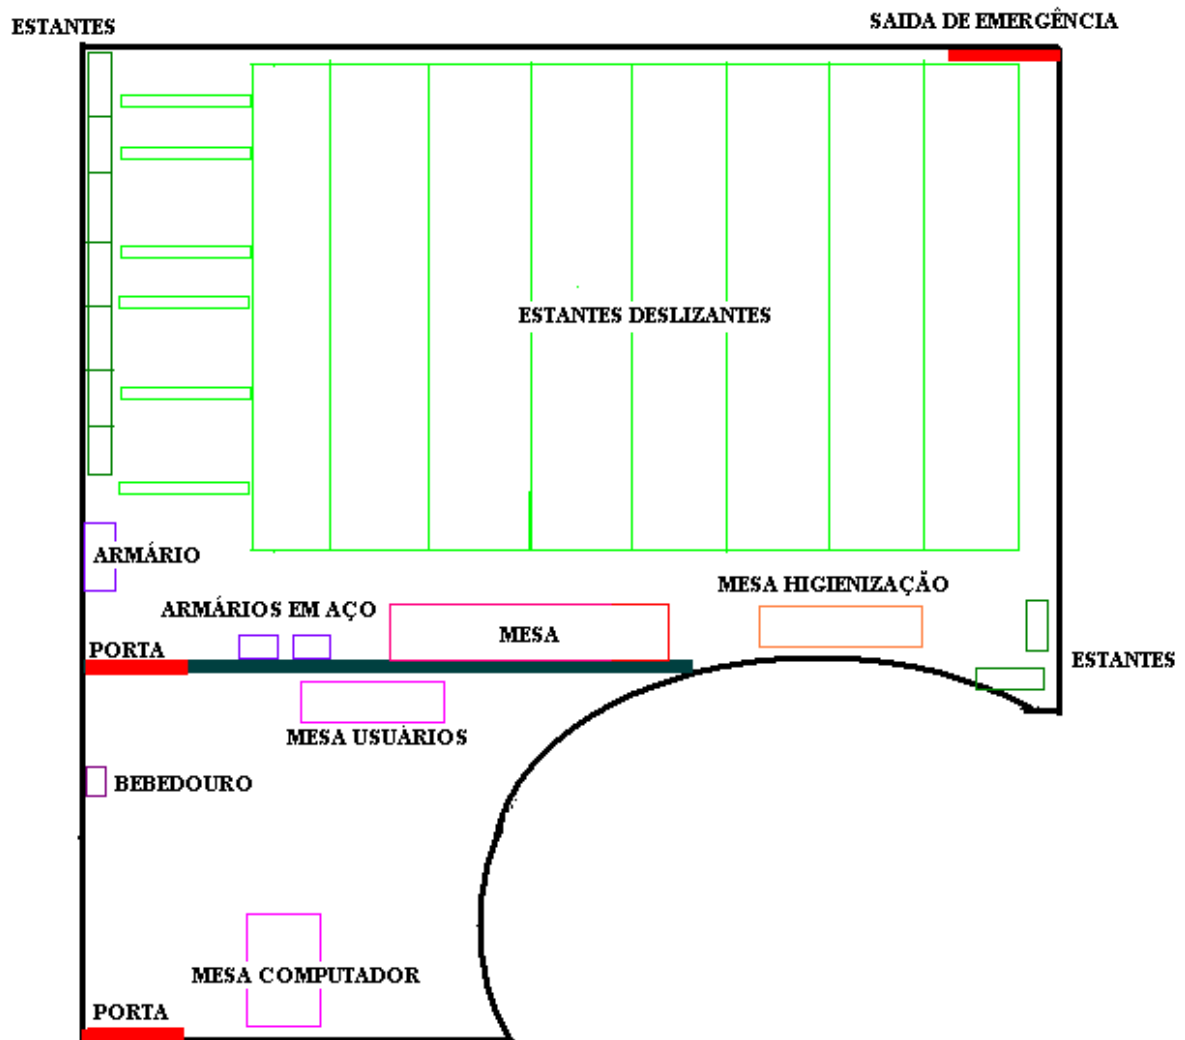 ESTANTES
SAIDA DE EMERGÊNCIA
ESTANTES DESLIZANTES
ARMÁRIO
MESA HIGIENIZAÇÃO
ARMÁRIOS EM AÇO
MESA
PORTA
ESTANTES
MESA USUÁRIOS
BEBEDOURO
MESA COMPUTADOR
PORTA